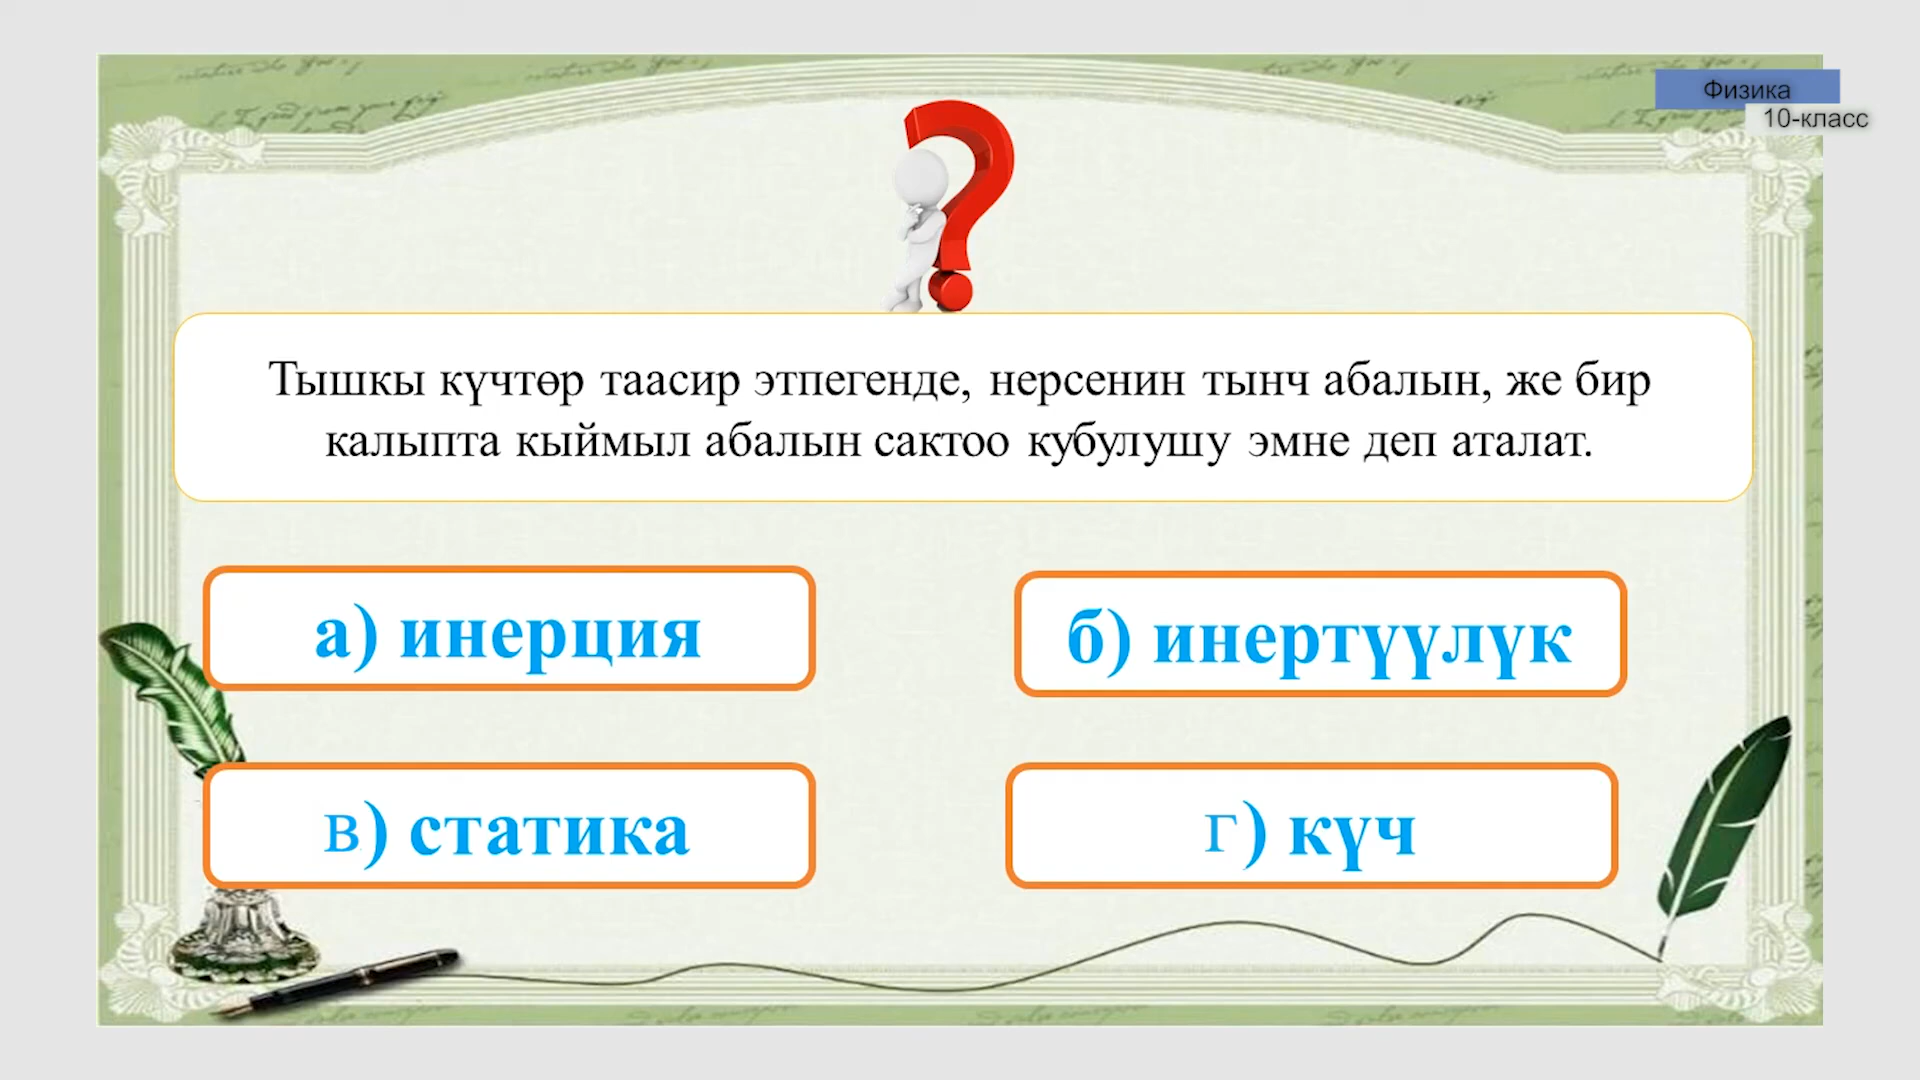 Физика
10-класс
Тышкы күчтөр таасир этпегенде, нерсенин тынч абалын, же бир
калыпта кыймыл абалын сактоо кубулушу эмне деп аталат.
а) инерция
б) инертүүлүк
в) статика
г) күч